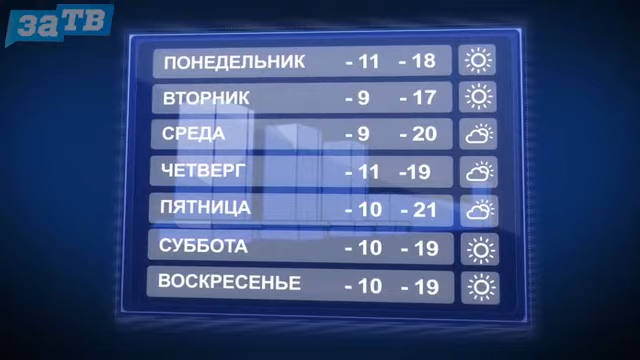 заТВ
ПОНЕДЕЛЬНИК - 11 - 18
ВТОРНИК - 9 - 17
СРЕДА - 9 - 20
ЧЕТВЕРГ - 11 -19
ПЯТНИЦА - 10 - 21
СУББОТА - 10 - 19
ВОСКРЕСЕНЬЕ - 10 - 19